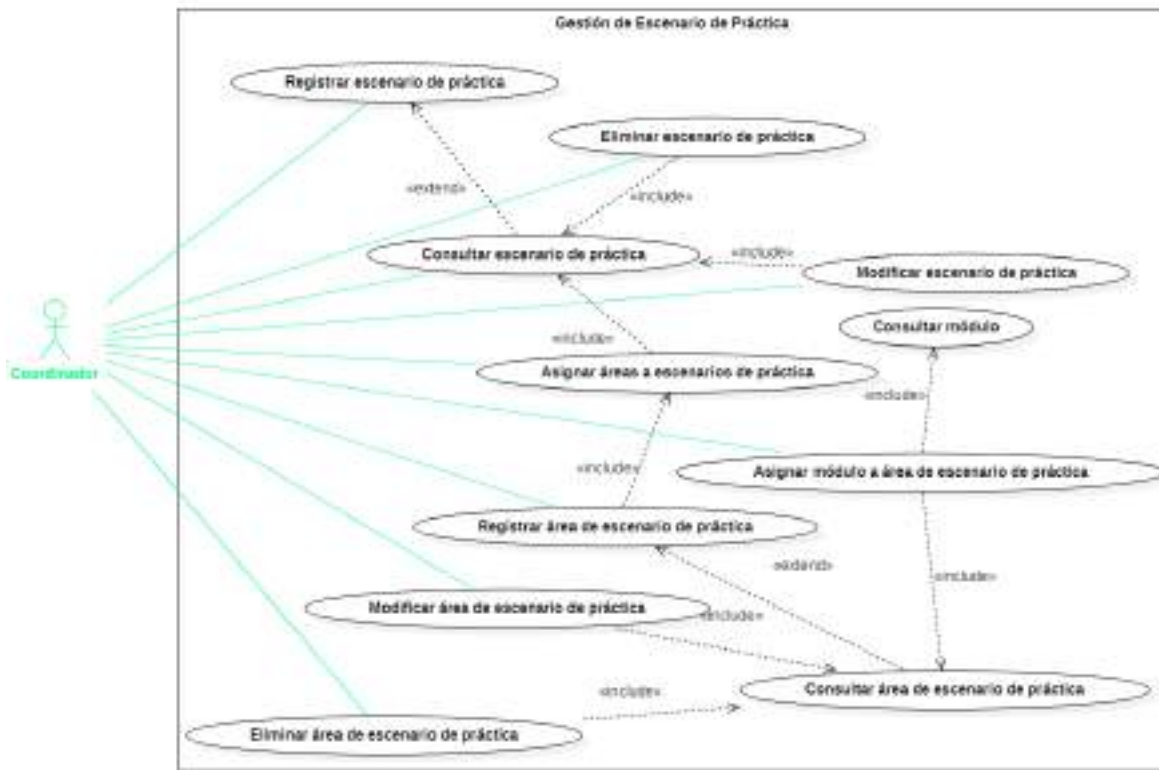 Gestión de Escenario de Práctica
Registrar escenario de práctica
Eliminar escenario de práctica
«extend»
«include»
Consultar escenario de práctica
«include»
Modificar escenario de práctica
Consultar módulo
«include»
Coordinador
Asignar áreas a escenarios de práctica
«include»
«include»
Asignar módulo a área de escenario de práctica
Registrar área de escenario de práctica
«extend»
«include»
Modificar área de escenario de práctica
«include»
Consultar área de escenario de práctica
«include»
Eliminar área de escenario de práctica